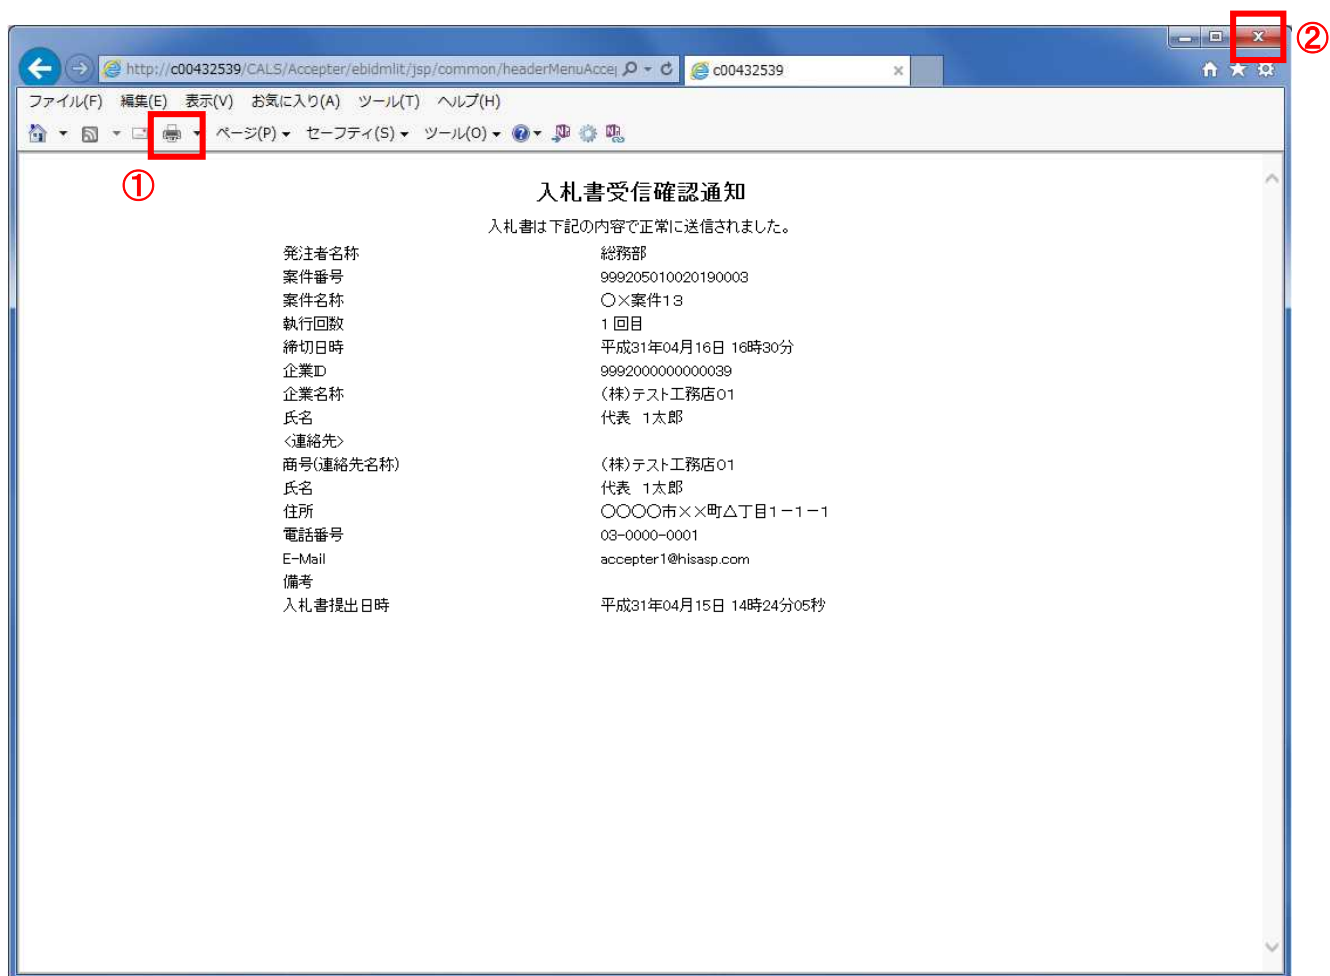 ②
http://c00432539/CALS/Accepter/ebidmlit/jsp/common/headerMenuAccep
c00432539
ファイル(F) 編集(E) 表示(V) お気に入り(A) ツール(T) ヘルプ(H)
ページ(P) セーフティ(S) ツール(O)
①
入札書受信確認通知
入札書は下記の内容で正常に送信されました。
発注者名称 総務部
案件番号 999205010020190003
案件名称 〇×案件13
執行回数 1回目
締切日時 平成31年04月16日 16時30分
企業ID 9992000000000039
企業名称 (株)テスト工務店01
氏名 代表 1太郎
<連絡先>
商号(連絡先名称) (株)テスト工務店01
氏名 代表 1太郎
住所 〇〇〇〇市××町△丁目1-1-1
電話番号 03-0000-0001
E-Mail accepter1@hisasp.com
備考
入札書提出日時 平成31年04月15日 14時24分05秒